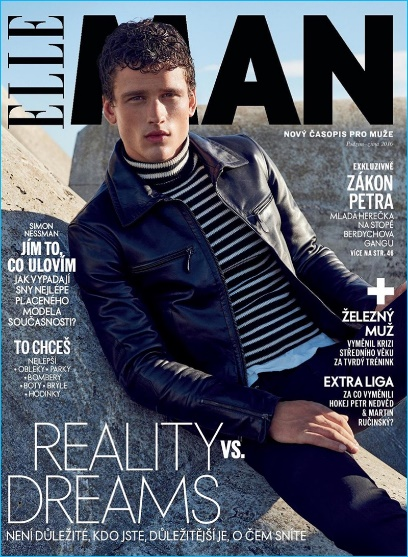 ELLE MAN
NOVÝ ČASOPIS PRO MUŽE
Podzim-zima 2016
EXKLUZIVNĚ
ZÁKON
PETRA
MLADÁ HEREČKA
NA STOPĚ
BERDYCHOVA
GANGU
VÍCE NA STR. 46
SIMON
NESSMAN
JÍM TO,
CO ULOVÍM
JAK VYPADAJÍ
SNY NEJLÉPE
PLACENÉHO
MODELA
SOUČASNOSTI?
TO CHCEŠ
NEJLEPŠÍ
• OBLEKY • PARKY
• BOMBERY
• BOTY • BRÝLE
• HODINKY
+
ŽELEZNÝ
MUŽ
VYMĚNIL KRIZI
STŘEDNÍHO VĚKU
ZA TVRDÝ TRÉNINK
EXTRA LIGA
ZA CO VYMĚNILI
HOKEJ PETR NEDVĚD
& MARTIN
RUČINSKÝ?
REALITY VS.
DREAMS
NENÍ DŮLEŽITÉ, KDO JSTE, DŮLEŽITĚJŠÍ JE, O ČEM SNÍTE